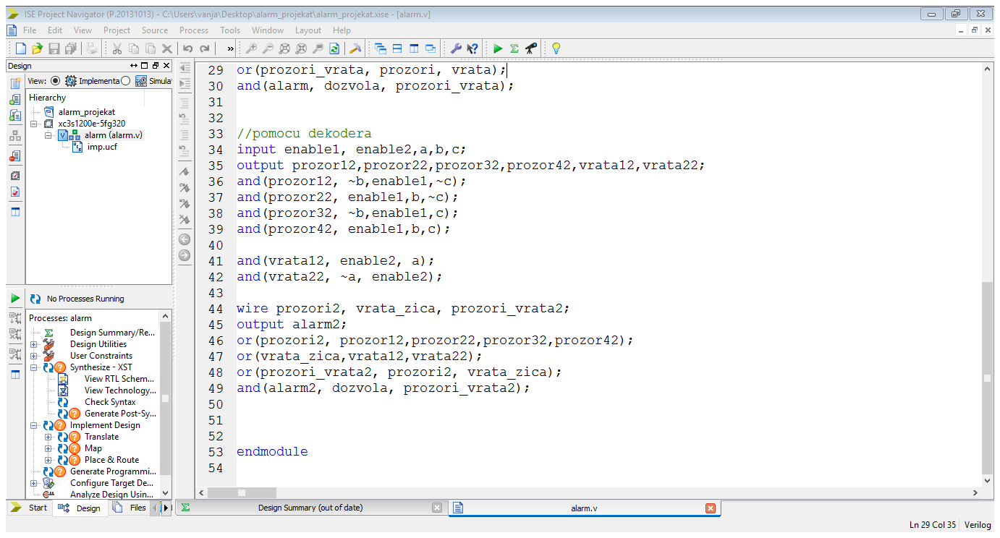 ISE Project Navigator (P.20131013) - C:\Users\vanja\Desktop\alarm_projekat\alarm_projekat.xise - [alarm.v]
File Edit View Project Source Process Tools Window Layout Help
Design
View: Implementa Simulat
Hierarchy
alarm_projekat
xc3s1200e-5fg320
alarm (alarm.v)
imp.ucf
No Processes Running
Processes: alarm
Design Summary/Re...
Design Utilities
User Constraints
Synthesize - XST
View RTL Schem...
View Technology...
Check Syntax
Generate Post-Sy...
Implement Design
Translate
Map
Place & Route
Generate Programmi...
Configure Target De...
Analyze Design Usin...
Start Design Files
29 or(prozori_vrata, prozori, vrata);
30 and(alarm, dozvola, prozori_vrata);
31
32
33 //pomocu dekodera
34 input enable1, enable2,a,b,c;
35 output prozor12,prozor22,prozor32,prozor42,vrata12,vrata22;
36 and(prozor12, ~b,enable1,~c);
37 and(prozor22, enable1,b,~c);
38 and(prozor32, ~b,enable1,c);
39 and(prozor42, enable1,b,c);
40
41 and(vrata12, enable2, a);
42 and(vrata22, ~a, enable2);
43
44 wire prozori2, vrata_zica, prozori_vrata2;
45 output alarm2;
46 or(prozori2, prozor12,prozor22,prozor32,prozor42);
47 or(vrata_zica,vrata12,vrata22);
48 or(prozori_vrata2, prozori2, vrata_zica);
49 and(alarm2, dozvola, prozori_vrata2);
50
51
52
53 endmodule
54
Design Summary (out of date) alarm.v
Ln 29 Col 35 Verilog